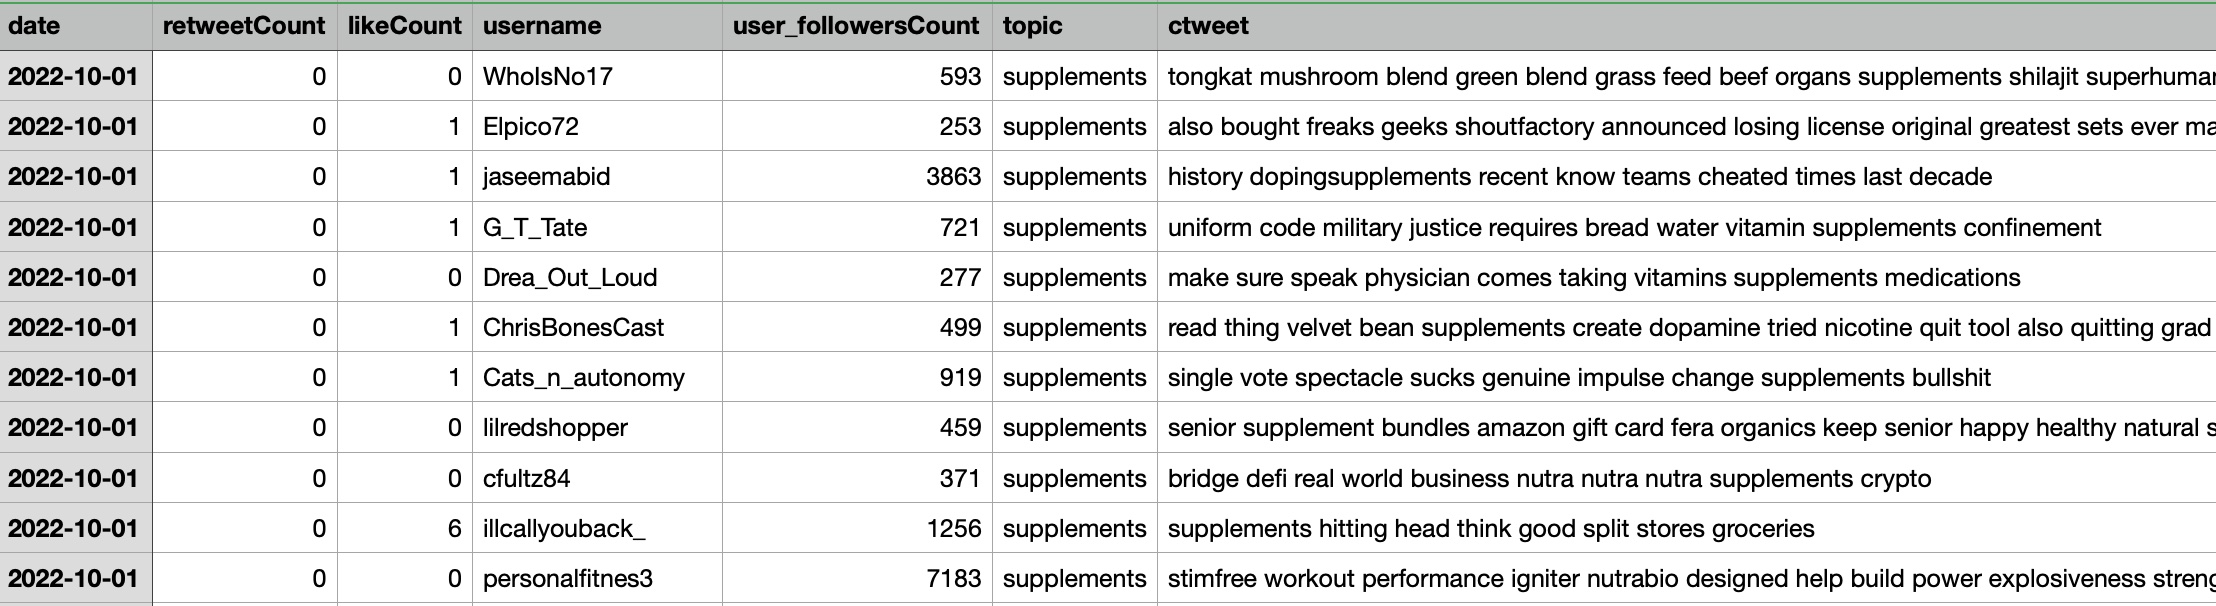 date retweetCount likeCount username user_followersCount topic ctweet
2022-10-01 0 0 WhoIsNo17 593 supplements tongkat mushroom blend green blend grass feed beef organs supplements shilajit superhuman
2022-10-01 0 1 Elpico72 253 supplements also bought freaks geeks shoutfactory announced losing license original greatest sets ever ma
2022-10-01 0 1 jaseemabid 3863 supplements history dopingsupplements recent know teams cheated times last decade
2022-10-01 0 1 G_T_Tate 721 supplements uniform code military justice requires bread water vitamin supplements confinement
2022-10-01 0 0 Drea_Out_Loud 277 supplements make sure speak physician comes taking vitamins supplements medications
2022-10-01 0 1 ChrisBonesCast 499 supplements read thing velvet bean supplements create dopamine tried nicotine quit tool also quitting grad
2022-10-01 0 1 Cats_n_autonomy 919 supplements single vote spectacle sucks genuine impulse change supplements bullshit
2022-10-01 0 0 lilredshopper 459 supplements senior supplement bundles amazon gift card fera organics keep senior happy healthy natural s
2022-10-01 0 0 cfultz84 371 supplements bridge defi real world business nutra nutra nutra supplements crypto
2022-10-01 0 6 illcallyouback_ 1256 supplements supplements hitting head think good split stores groceries
2022-10-01 0 0 personalfitnes3 7183 supplements stimfree workout performance igniter nutrabio designed help build power explosiveness streng